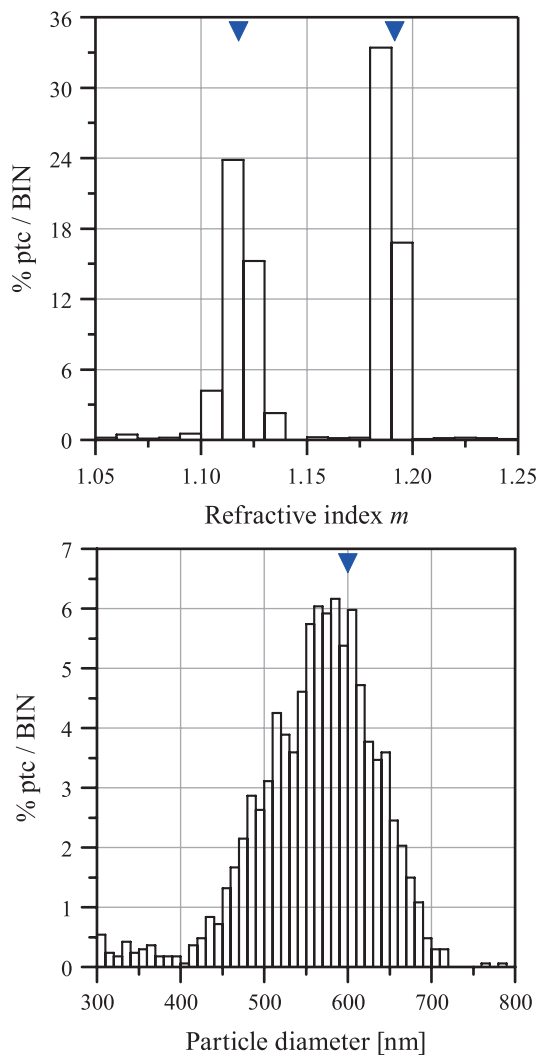 36
30
24
18
12
6
0
% ptc / BIN
1.05 1.10 1.15 1.20 1.25
Refractive index m
7
6
5
4
3
2
1
0
% ptc / BIN
300 400 500 600 700 800
Particle diameter [nm]